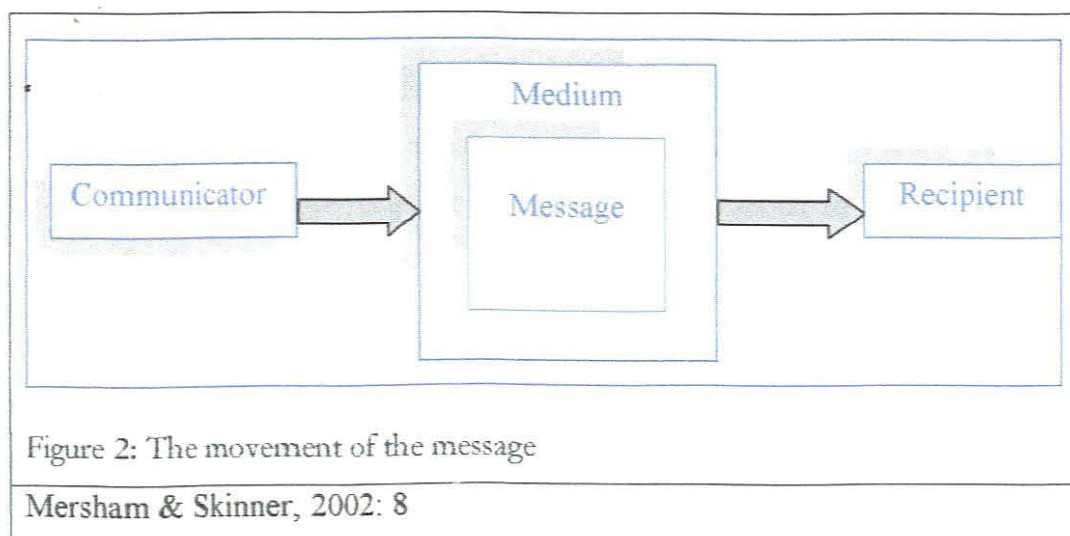 Medium
Communicator
Message
Recipient
Figure 2: The movement of the message
Mersham & Skinner, 2002: 8